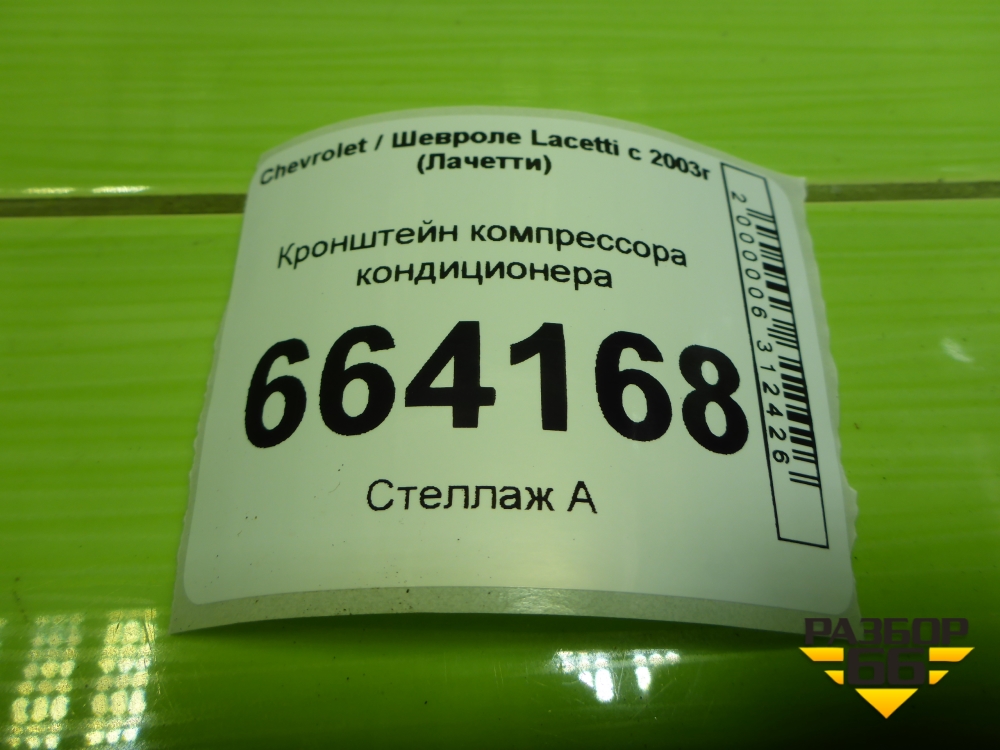 Chevrolet / Шевроле Lacetti с 2003г
(Лачетти)
Кронштейн компрессора
кондиционера
664168
Стеллаж А
2000006312426
РАЗБОР
66